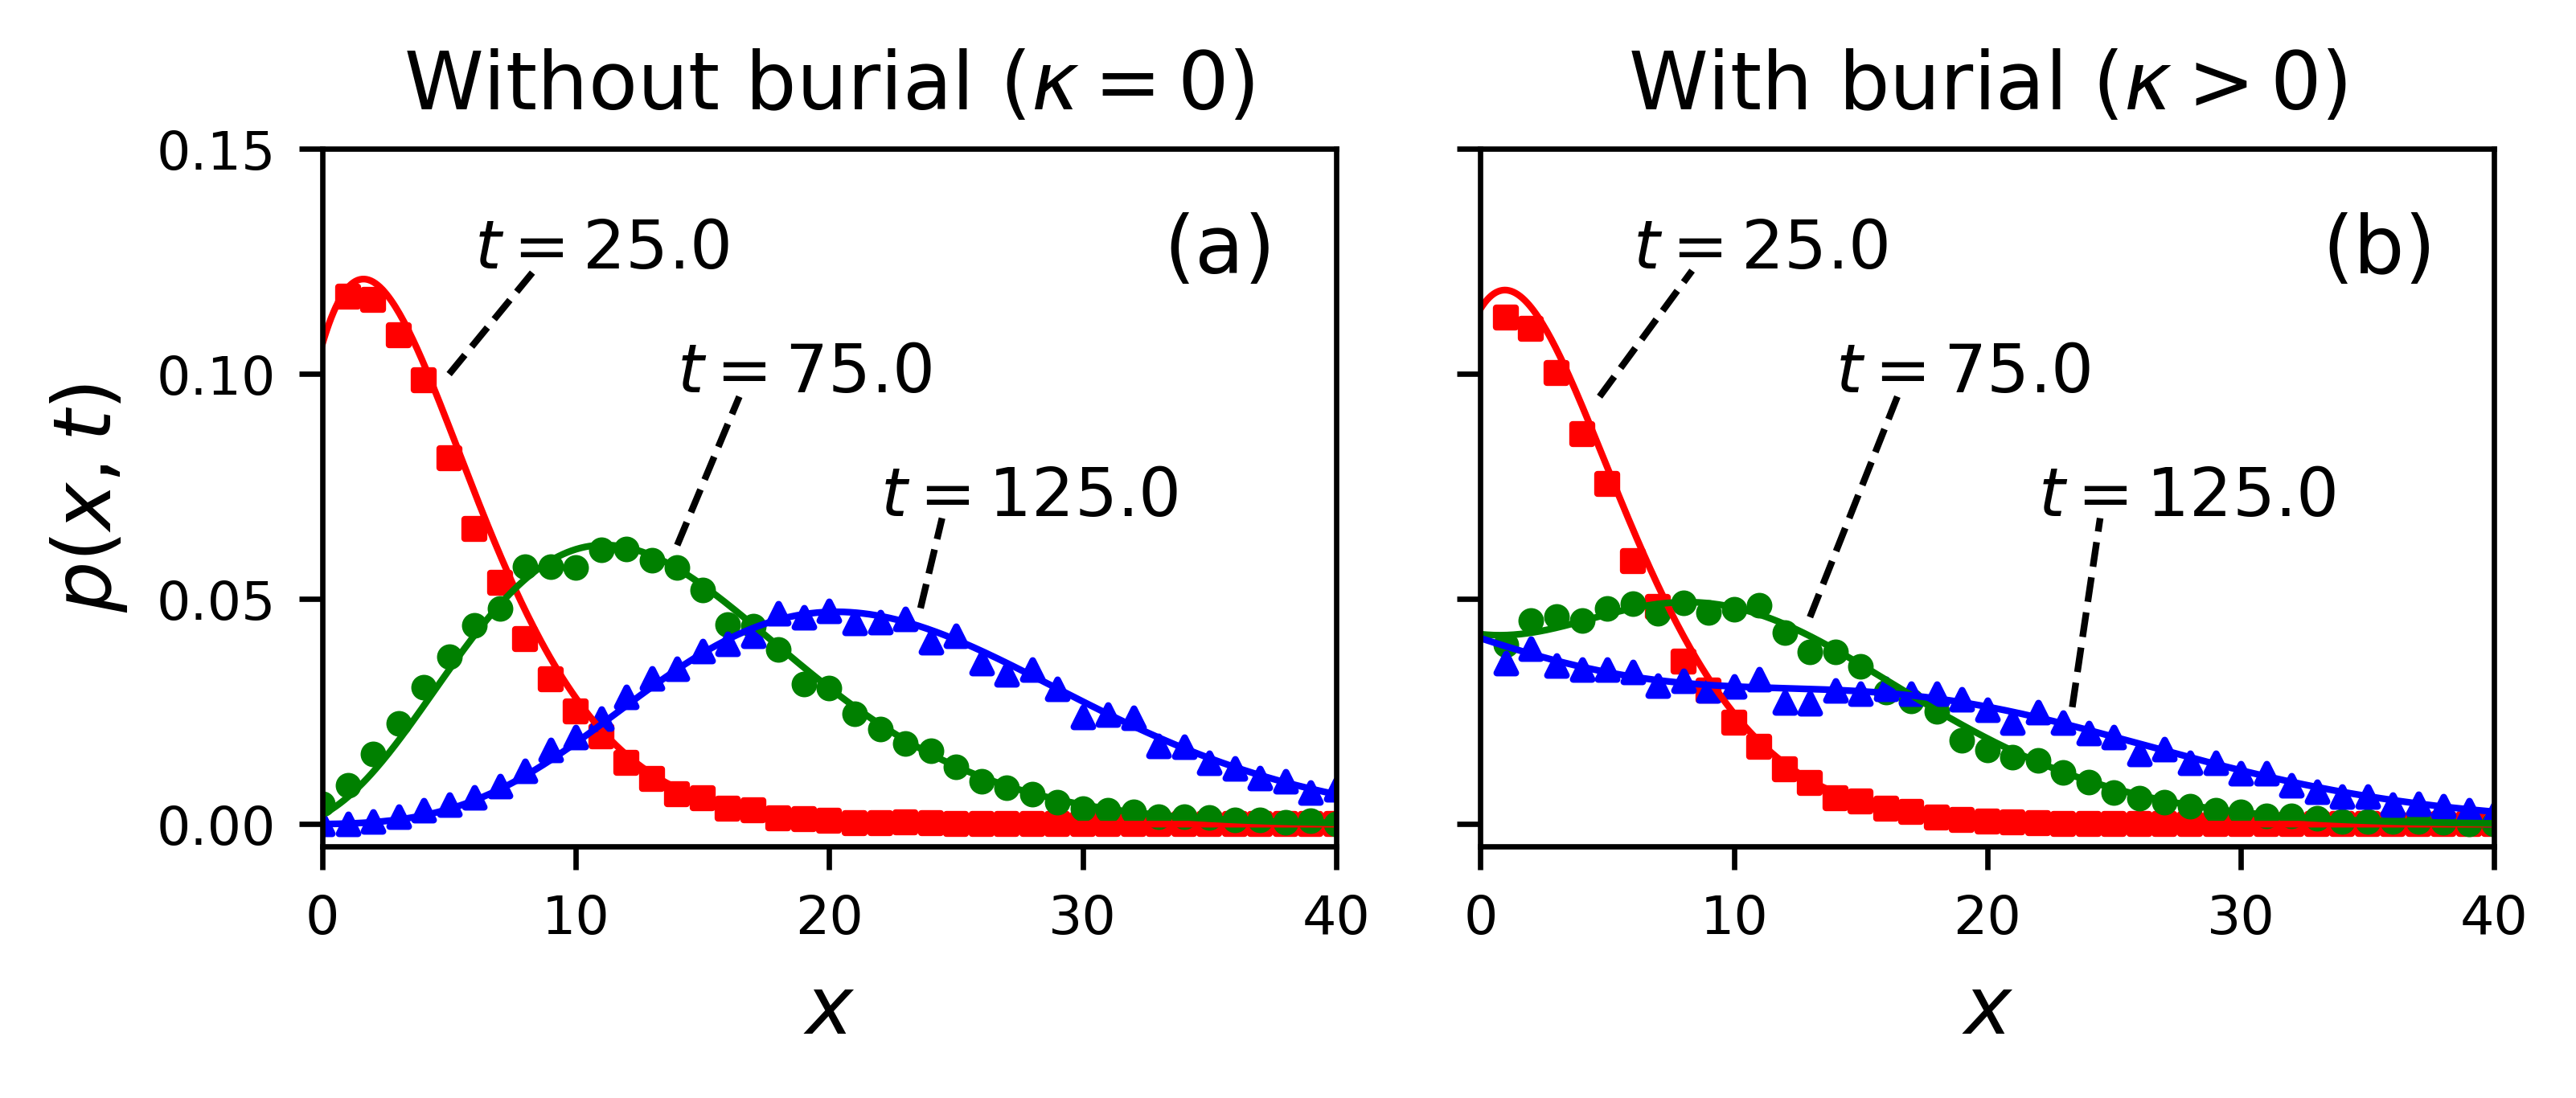 Without burial (κ = 0)
With burial (κ > 0)
p(x, t)
0.15
0.10
0.05
0.00
t = 25.0
t = 75.0
t = 125.0
(a)
0 10 20 30 40
x
t = 25.0
t = 75.0
t = 125.0
(b)
0 10 20 30 40
x